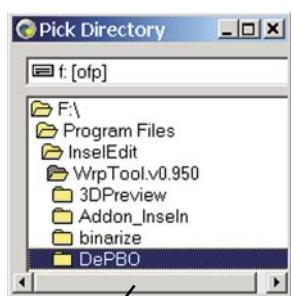 Pick Directory
f: [ofp]
F:\
Program Files
InselEdit
WrpTool.v0.950
3DPreview
Addon_Inseln
binarize
DePBO